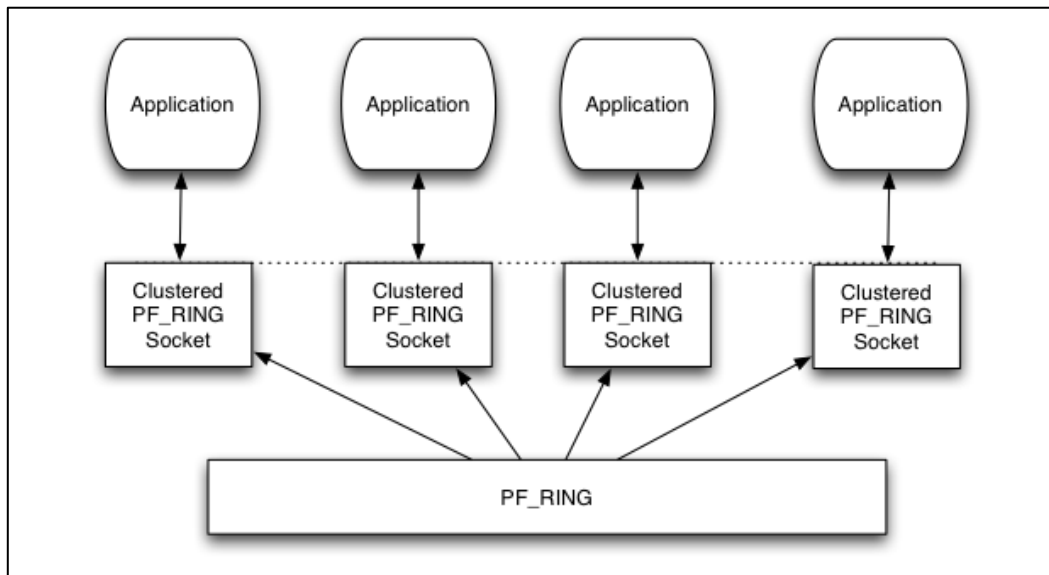 Application
Application
Application
Application
Clustered
PF_RING
Socket
Clustered
PF_RING
Socket
Clustered
PF_RING
Socket
Clustered
PF_RING
Socket
PF_RING